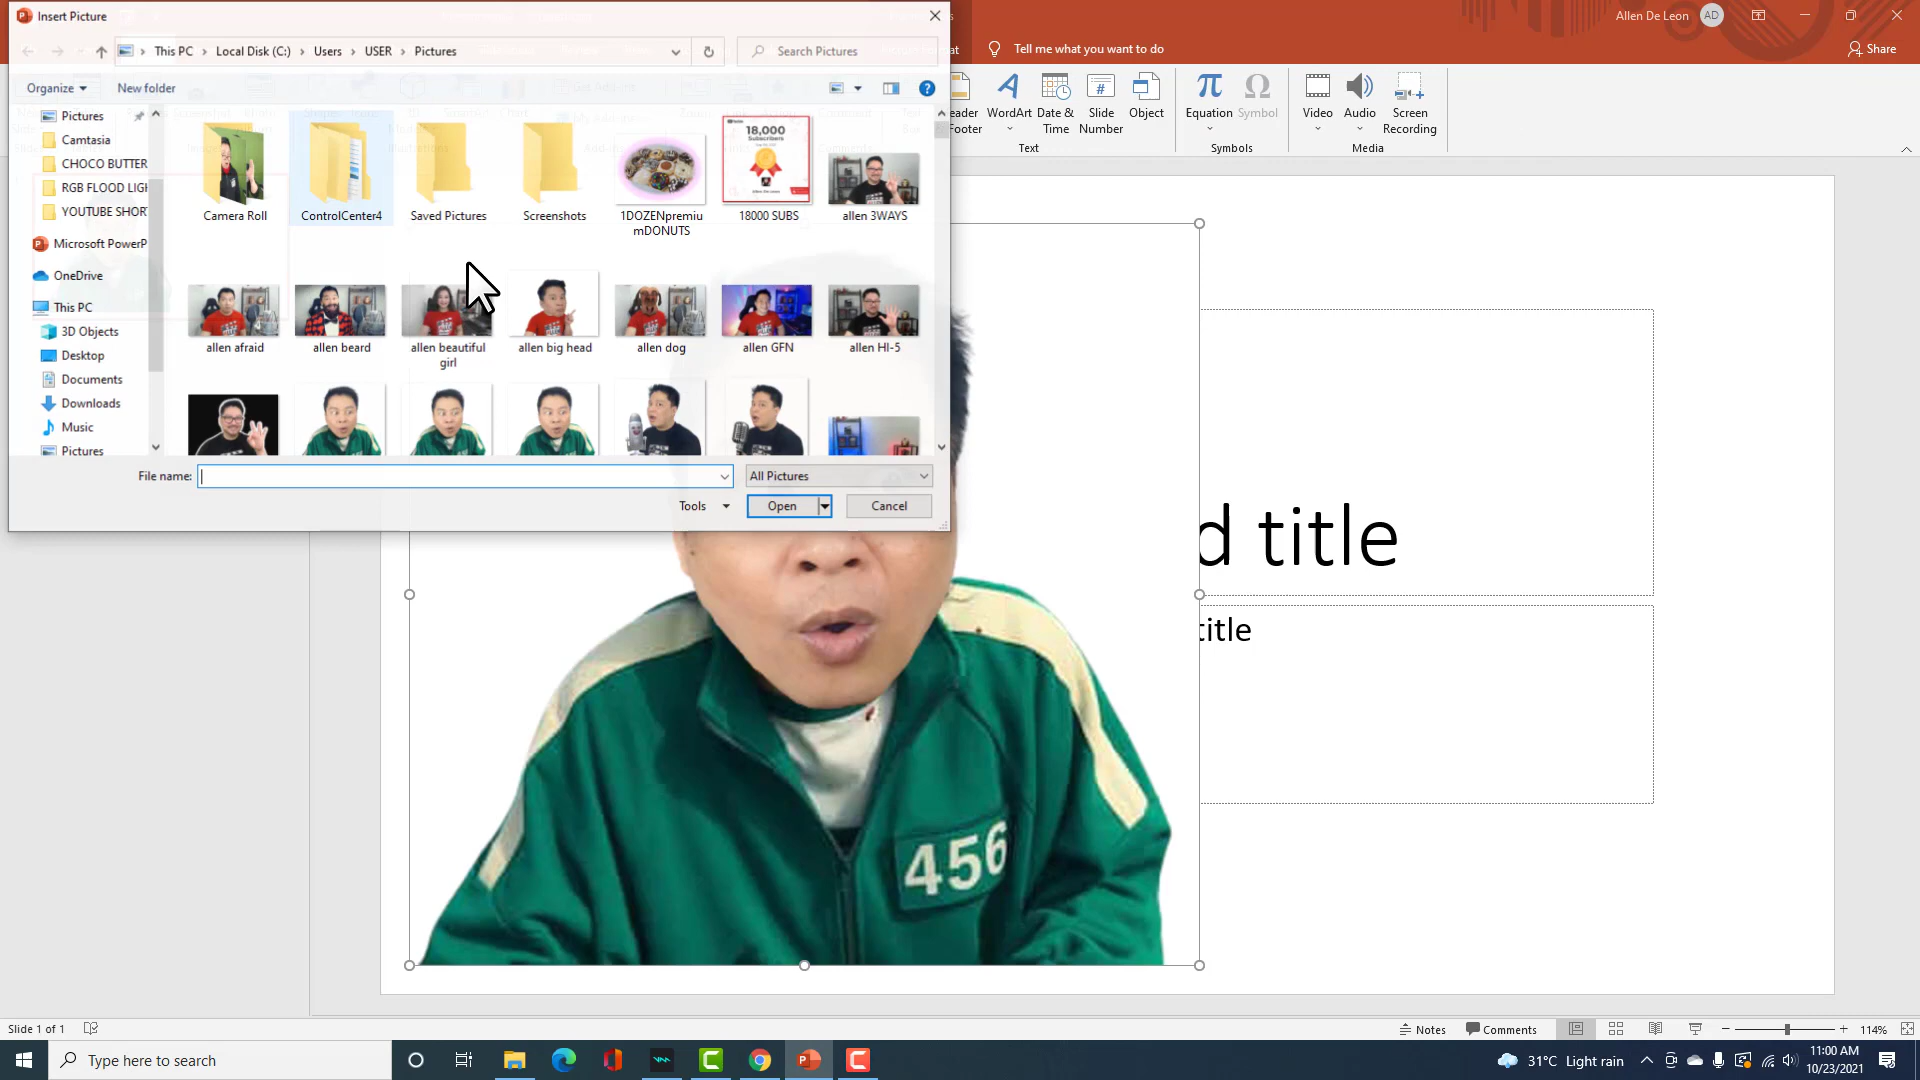 Insert Picture
Allen De Leon
AD
This PC
Local Disk (C:)
Users
USER
Pictures
Search Pictures
Tell me what you want to do
Share
Organize
New folder
Pictures
Camtasia
CHOCO BUTTER
RGB FLOOD LIGH
YOUTUBE SHOR
Microsoft PowerP
OneDrive
This PC
3D Objects
Desktop
Documents
Downloads
Music
Pictures
Camera Roll
ControlCenter4
Saved Pictures
Screenshots
1DOZENpremiu
mDONUTS
18,000
Subscribers
18000 SUBS
allen 3WAYS
allen afraid
allen beard
allen beautiful
girl
allen big head
allen dog
allen GFN
allen HI-5
File name:
All Pictures
Tools
Open
Cancel
eader
Footer
WordArt
Date &
Time
Slide
Number
Object
Text
Equation
Symbol
Symbols
Video
Audio
Screen
Recording
Media
d title
title
456
Slide 1 of 1
Notes
Comments
114%
Type here to search
31°C Light rain
11:00 AM
10/23/2021